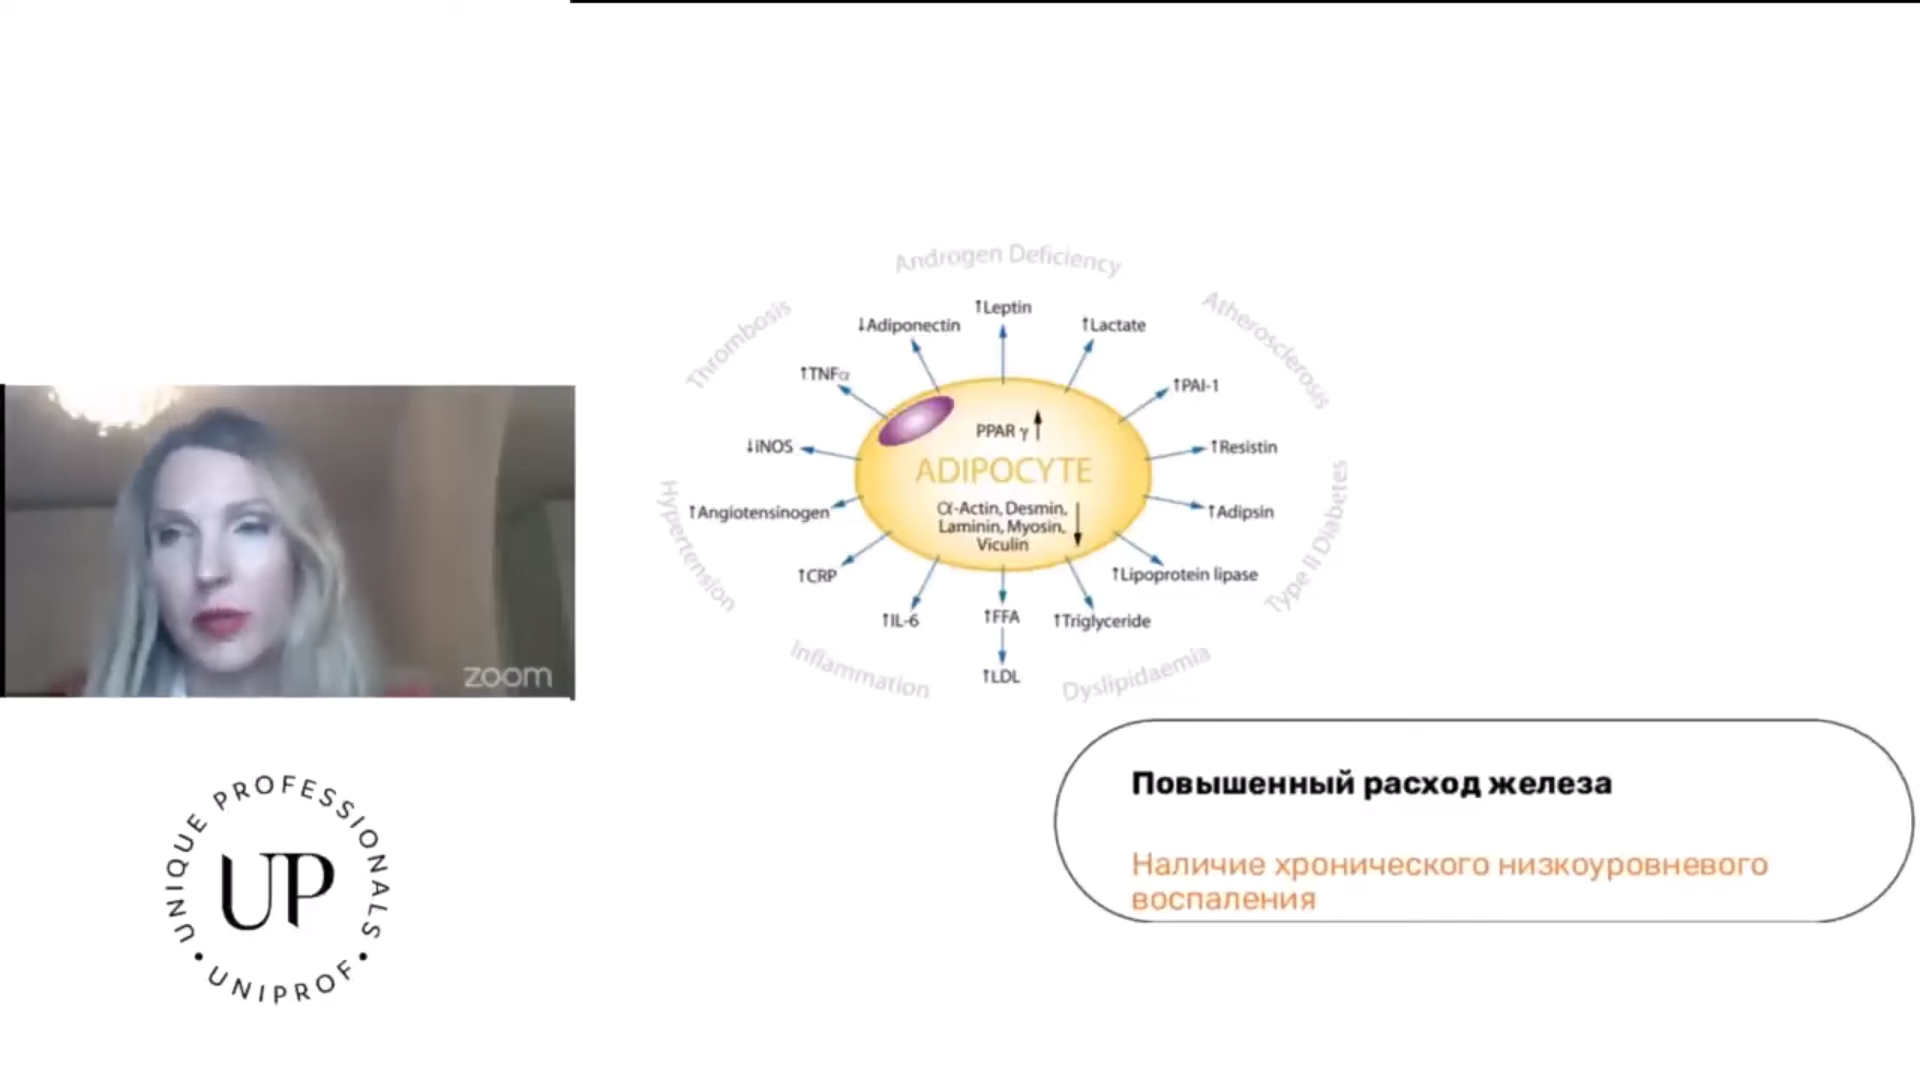 Androgen Deficiency
Thrombosis
Atherosclerosis
↑Leptin
↓Adiponectin
↑Lactate
↑TNFα
↑PAI-1
PPAR γ
↓iNOS
↑Resistin
ADIPOCYTE
Hypertension
Type II Diabetes
↑Angiotensinogen
α-Actin, Desmin,
Laminin, Myosin,
Viculin
↑Adipsin
↑CRP
↑Lipoprotein lipase
↑IL-6
↑FFA
↑Triglyceride
↑LDL
Inflammation
Dyslipidaemia
zoom
Повышенный расход железа
Наличие хронического низкоуровневого
воспаления
UNIQUE PROFESSIONALS
UP
UNIPROF